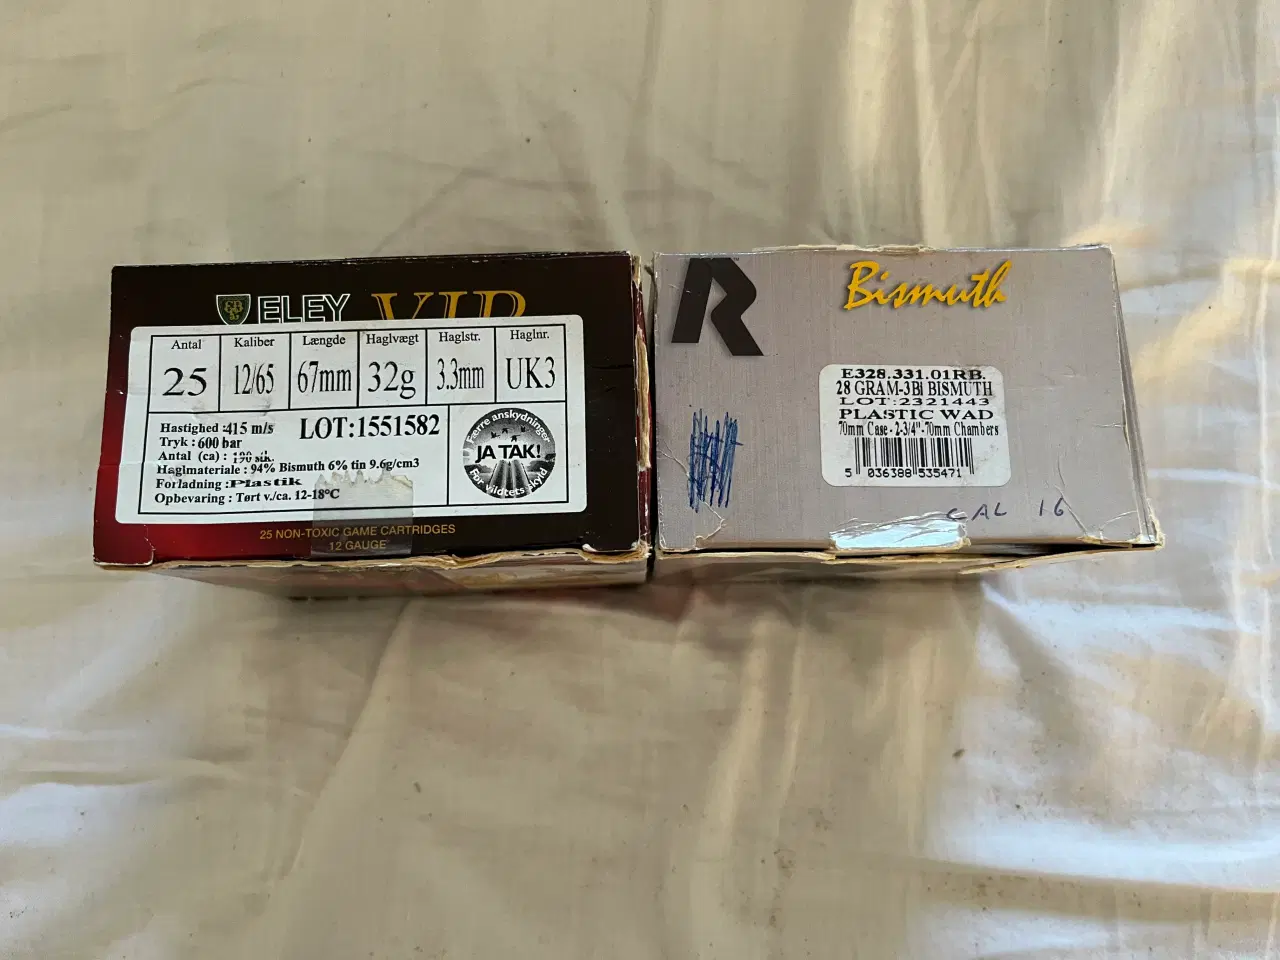 ELEY VIP
Antal Kaliber Længde Haglvægt Haglstr. Haglnr.
25 12/65 67mm 32g 3.3mm UK3
Hastighed :415 m/s
Tryk : 600 bar
Antal (ca) : 190 stk.
Haglmateriale : 94% Bismuth 6% tin 9.6g/cm3
Forladning :Plastik
Opbevaring : Tørt v./ca. 12-18°C
LOT:1551582
Færre anskydninger
JA TAK!
For vildtets skyld
25 NON-TOXIC GAME CARTRIDGES
12 GAUGE
R
Bismuth
E328.331.01RB.
28 GRAM-3Bi BISMUTH
LOT:2321443
PLASTIC WAD
70mm Case - 2-3/4"-70mm Chambers
5 036388 535471
CAL 16